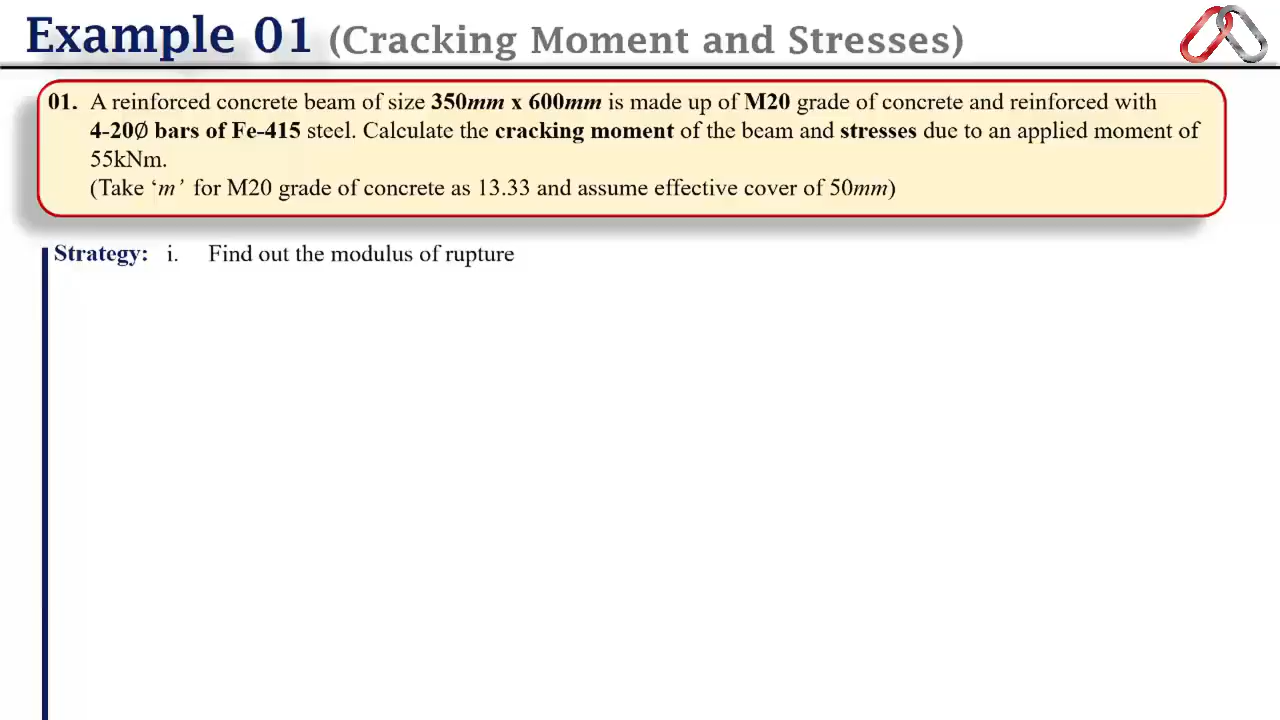 Example 01 (Cracking Moment and Stresses)
01. A reinforced concrete beam of size 350mm x 600mm is made up of M20 grade of concrete and reinforced with
4-20∅ bars of Fe-415 steel. Calculate the cracking moment of the beam and stresses due to an applied moment of
55kNm.
(Take ‘m’ for M20 grade of concrete as 13.33 and assume effective cover of 50mm)
Strategy: i. Find out the modulus of rupture